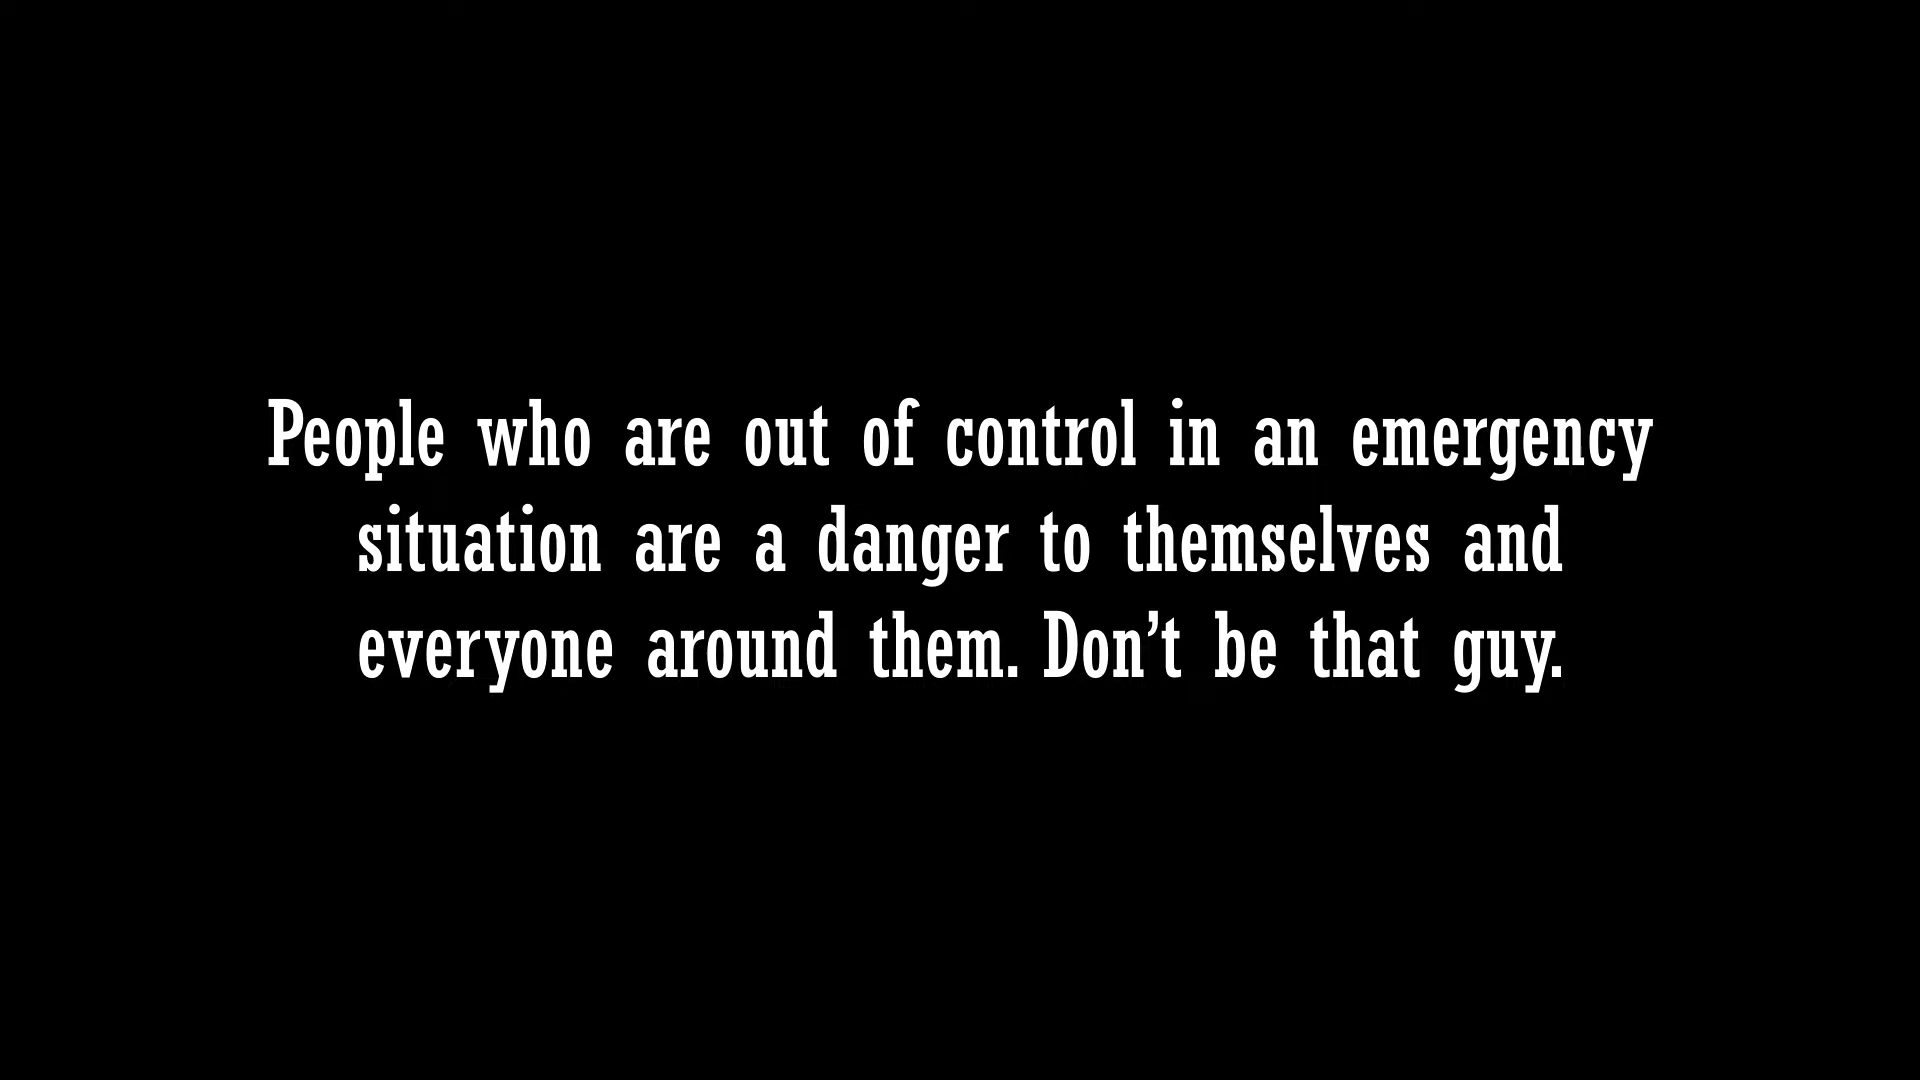 People who are out of control in an emergency
situation are a danger to themselves and
everyone around them. Don’t be that guy.